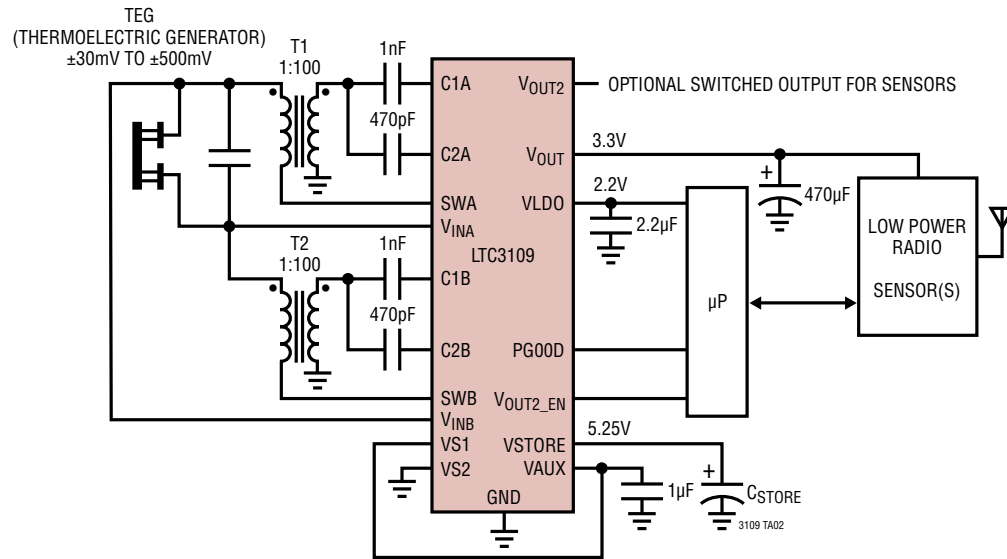 TEG
(THERMOELECTRIC GENERATOR)
±30mV TO ±500mV
T1
1:100
1nF
470pF
C1A
C2A
SWA
VINA
T2
1:100
1nF
470pF
C1B
C2B
SWB
VINB
VS1
VS2
LTC3109
GND
VOUT2
OPTIONAL SWITCHED OUTPUT FOR SENSORS
VOUT
3.3V
+
470µF
VLDO
2.2V
2.2µF
PG00D
VOUT2_EN
VSTORE
5.25V
VAUX
1µF
+
CSTORE
µP
LOW POWER
RADIO
SENSOR(S)
3109 TA02